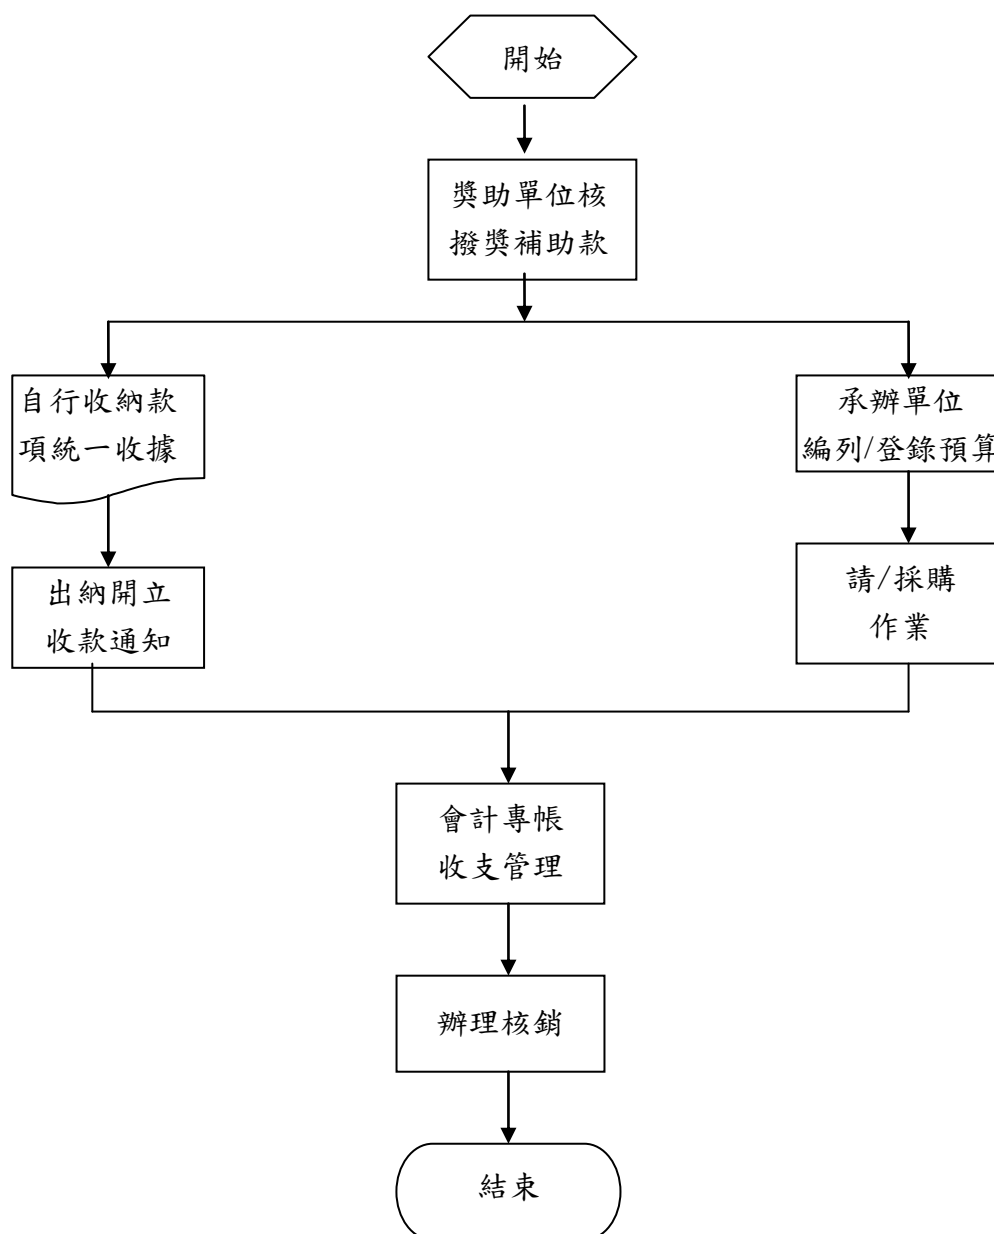 開始
獎助單位核
撥獎補助款
自行收納款
項統一收據
承辦單位
編列/登錄預算
出納開立
收款通知
請/採購
作業
會計專帳
收支管理
辦理核銷
結束